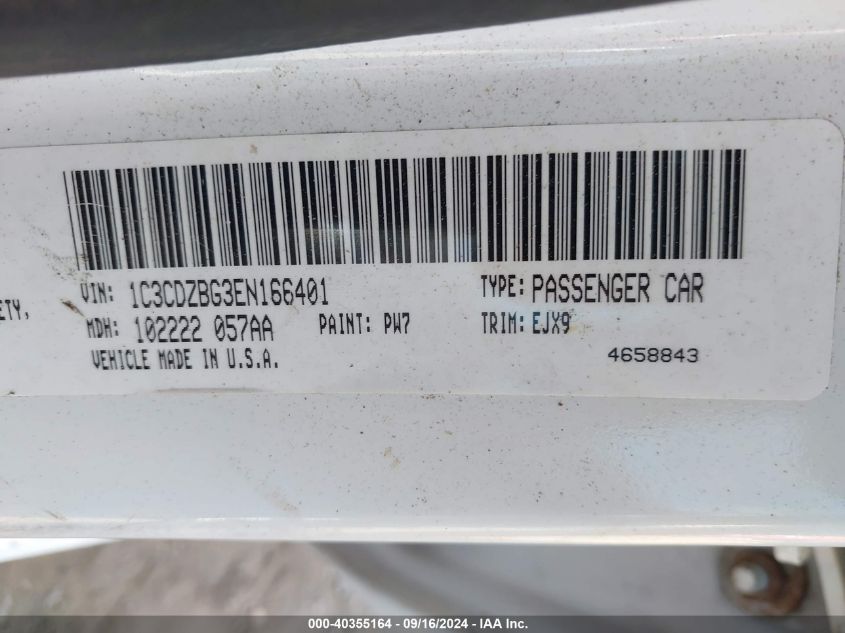 VIN: 1C3CDZBG3EN166401 TYPE: PASSENGER CAR
ETY,
MDH: 102222 057AA PAINT: PW7 TRIM: EJX9
VEHICLE MADE IN U.S.A. 4658843
000-40355164 - 09/16/2024 - IAA Inc.